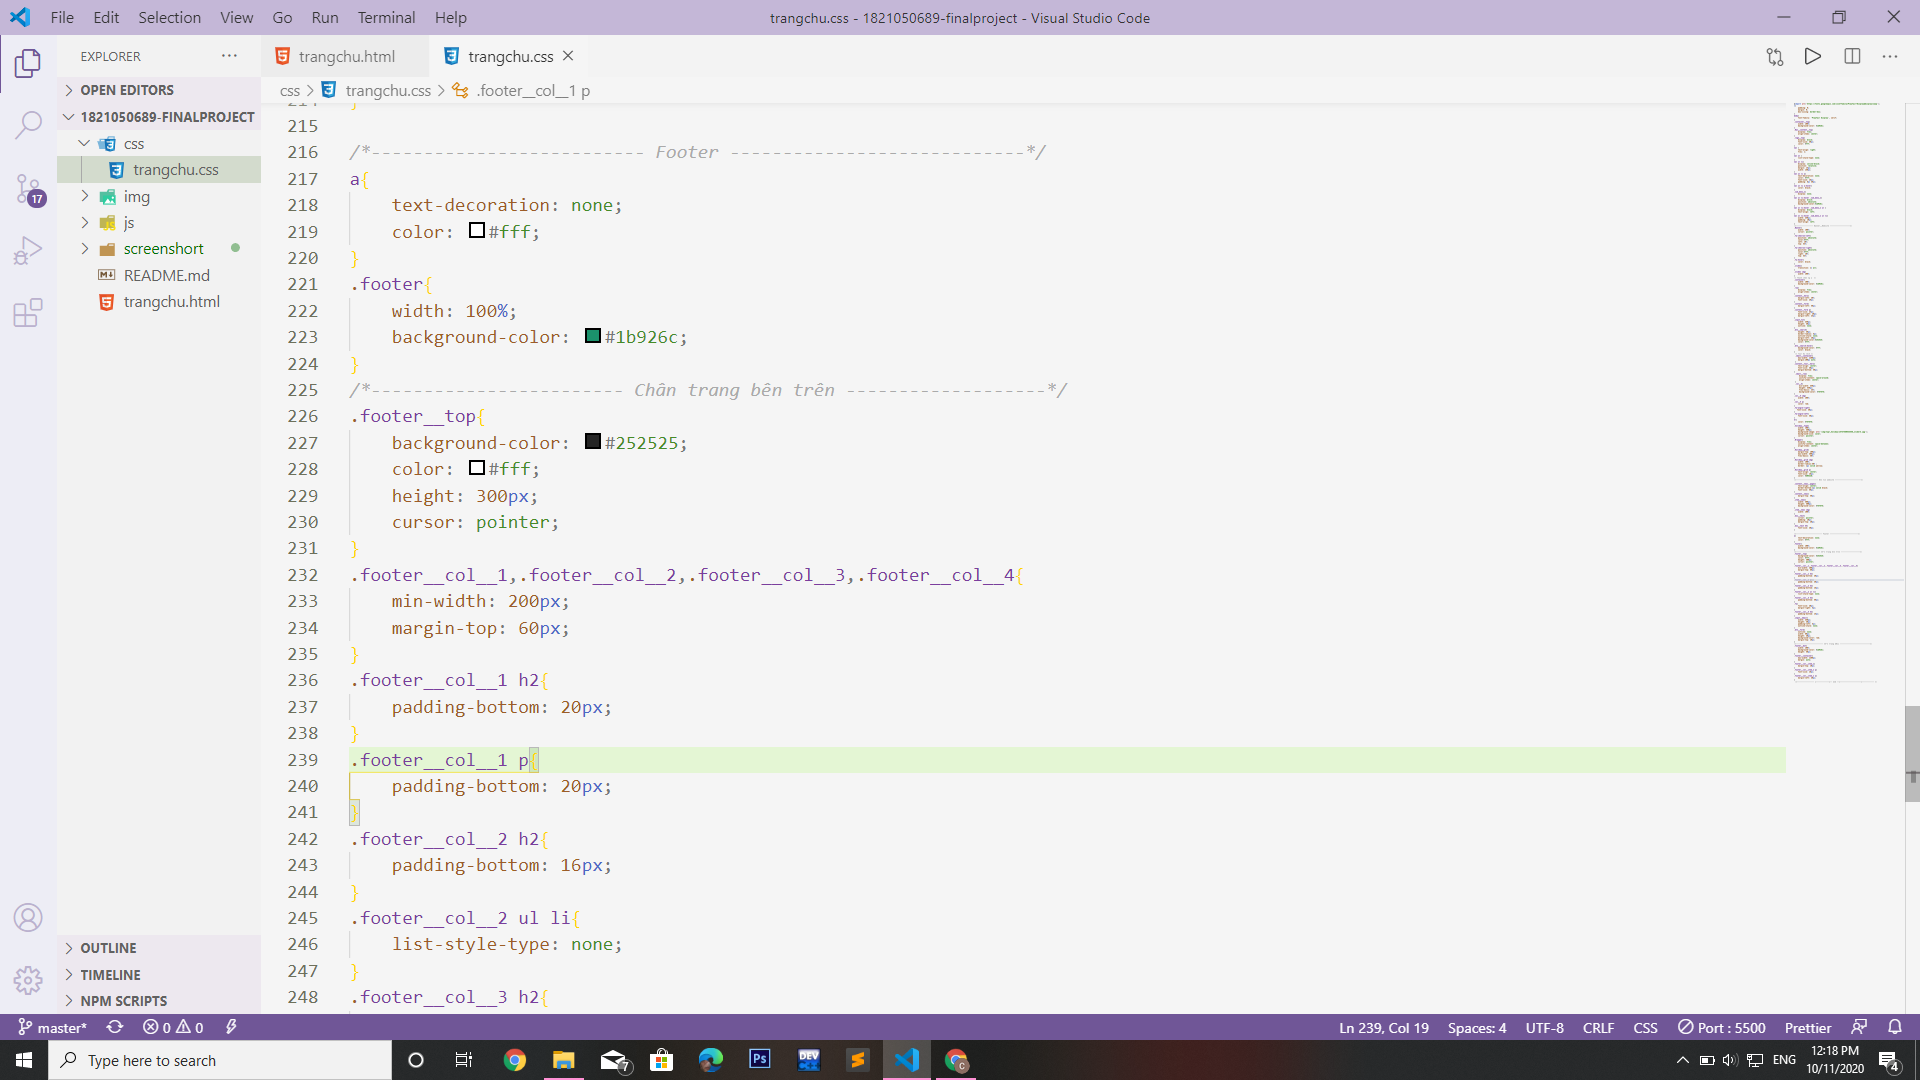 File Edit Selection View Go Run Terminal Help
trangchu.css - 1821050689-finalproject - Visual Studio Code
EXPLORER
trangchu.html
trangchu.css
css > trangchu.css > .footer__col__1 p
OPEN EDITORS
1821050689-FINALPROJECT
css
trangchu.css
img
js
screenshort
README.md
trangchu.html
17
OUTLINE
TIMELINE
NPM SCRIPTS
215
216 /*-------------------------- Footer ----------------------------*/
217 a{
218 text-decoration: none;
219 color: #fff;
220 }
221 .footer{
222 width: 100%;
223 background-color: #1b926c;
224 }
225 /*------------------------ Chân trang bên trên -------------------*/
226 .footer__top{
227 background-color: #252525;
228 color: #fff;
229 height: 300px;
230 cursor: pointer;
231 }
232 .footer__col__1,.footer__col__2,.footer__col__3,.footer__col__4{
233 min-width: 200px;
234 margin-top: 60px;
235 }
236 .footer__col__1 h2{
237 padding-bottom: 20px;
238 }
239 .footer__col__1 p{
240 padding-bottom: 20px;
241 }
242 .footer__col__2 h2{
243 padding-bottom: 16px;
244 }
245 .footer__col__2 ul li{
246 list-style-type: none;
247 }
248 .footer__col__3 h2{
master* 0 0
Ln 239, Col 19 Spaces: 4 UTF-8 CRLF CSS Port : 5500 Prettier
Type here to search
7
Ps
DEV
C
ENG
12:18 PM
10/11/2020
4